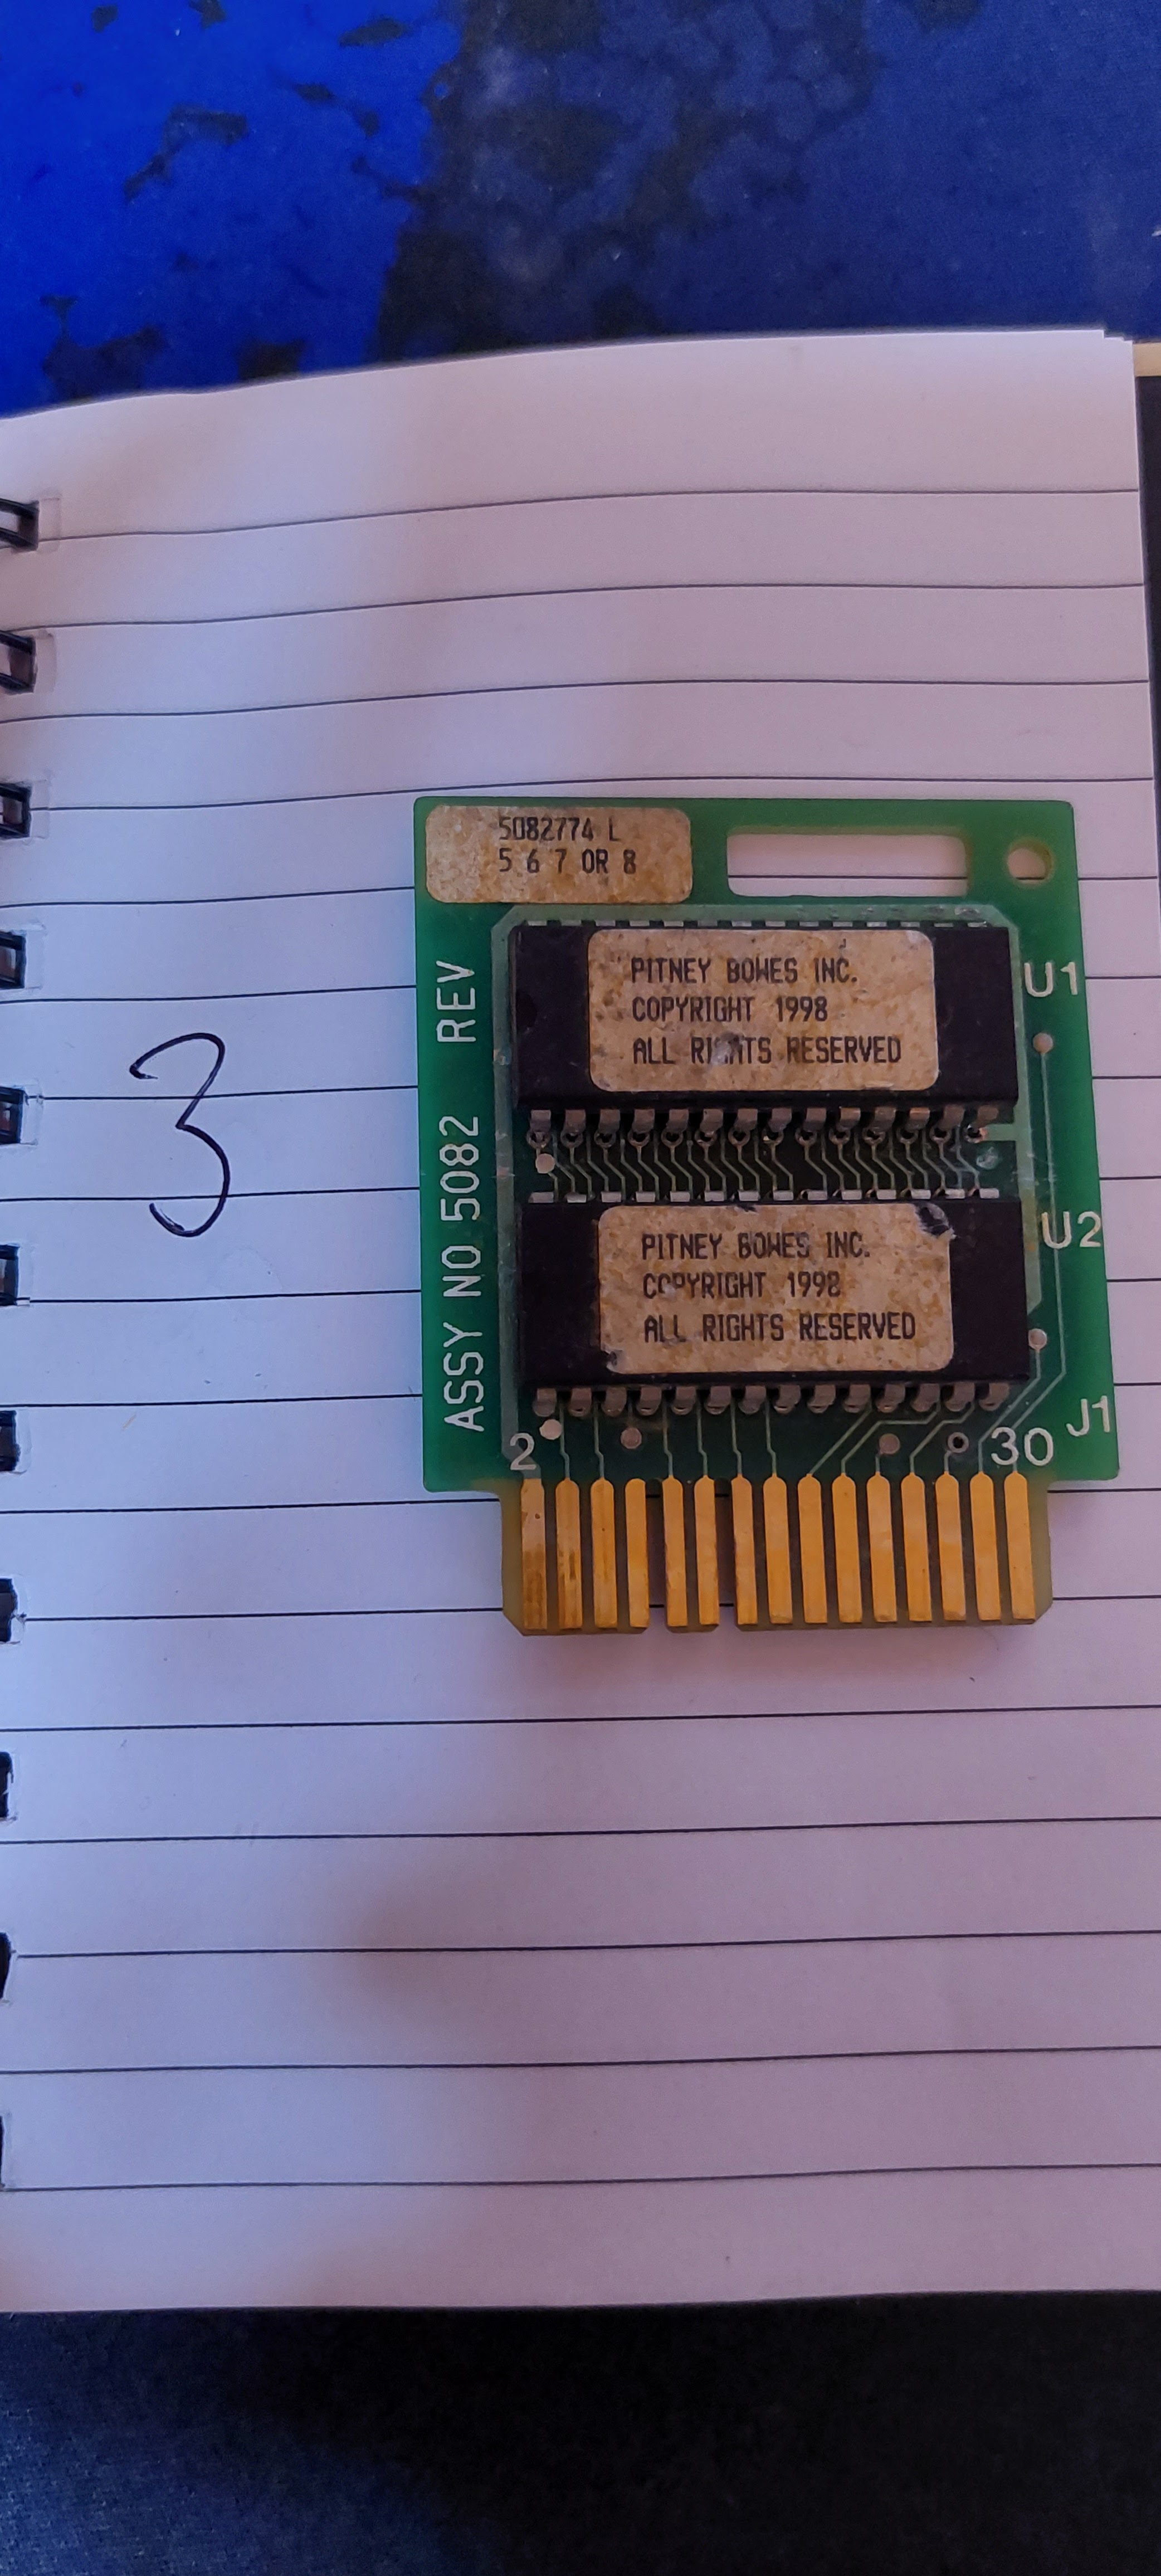 5082774 L
5 6 7 OR 8
PITNEY BOWES INC.
COPYRIGHT 1998
ALL RIGHTS RESERVED
U1
ASSY NO 5082 REV
3
PITNEY BOWES INC.
COPYRIGHT 1998
ALL RIGHTS RESERVED
U2
J1
2
30